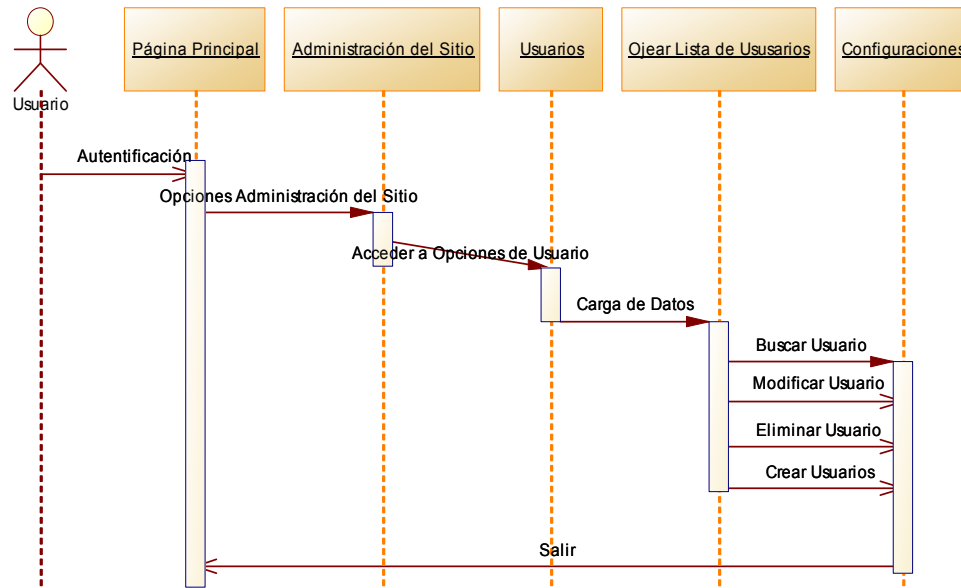 Página Principal
Administración del Sitio
Usuarios
Ojear Lista de Ususarios
Configuraciones
Usuario
Autentificación
Opciones Administración del Sitio
Acceder a Opciones de Usuario
Carga de Datos
Buscar Usuario
Modificar Usuario
Eliminar Usuario
Crear Usuarios
Salir